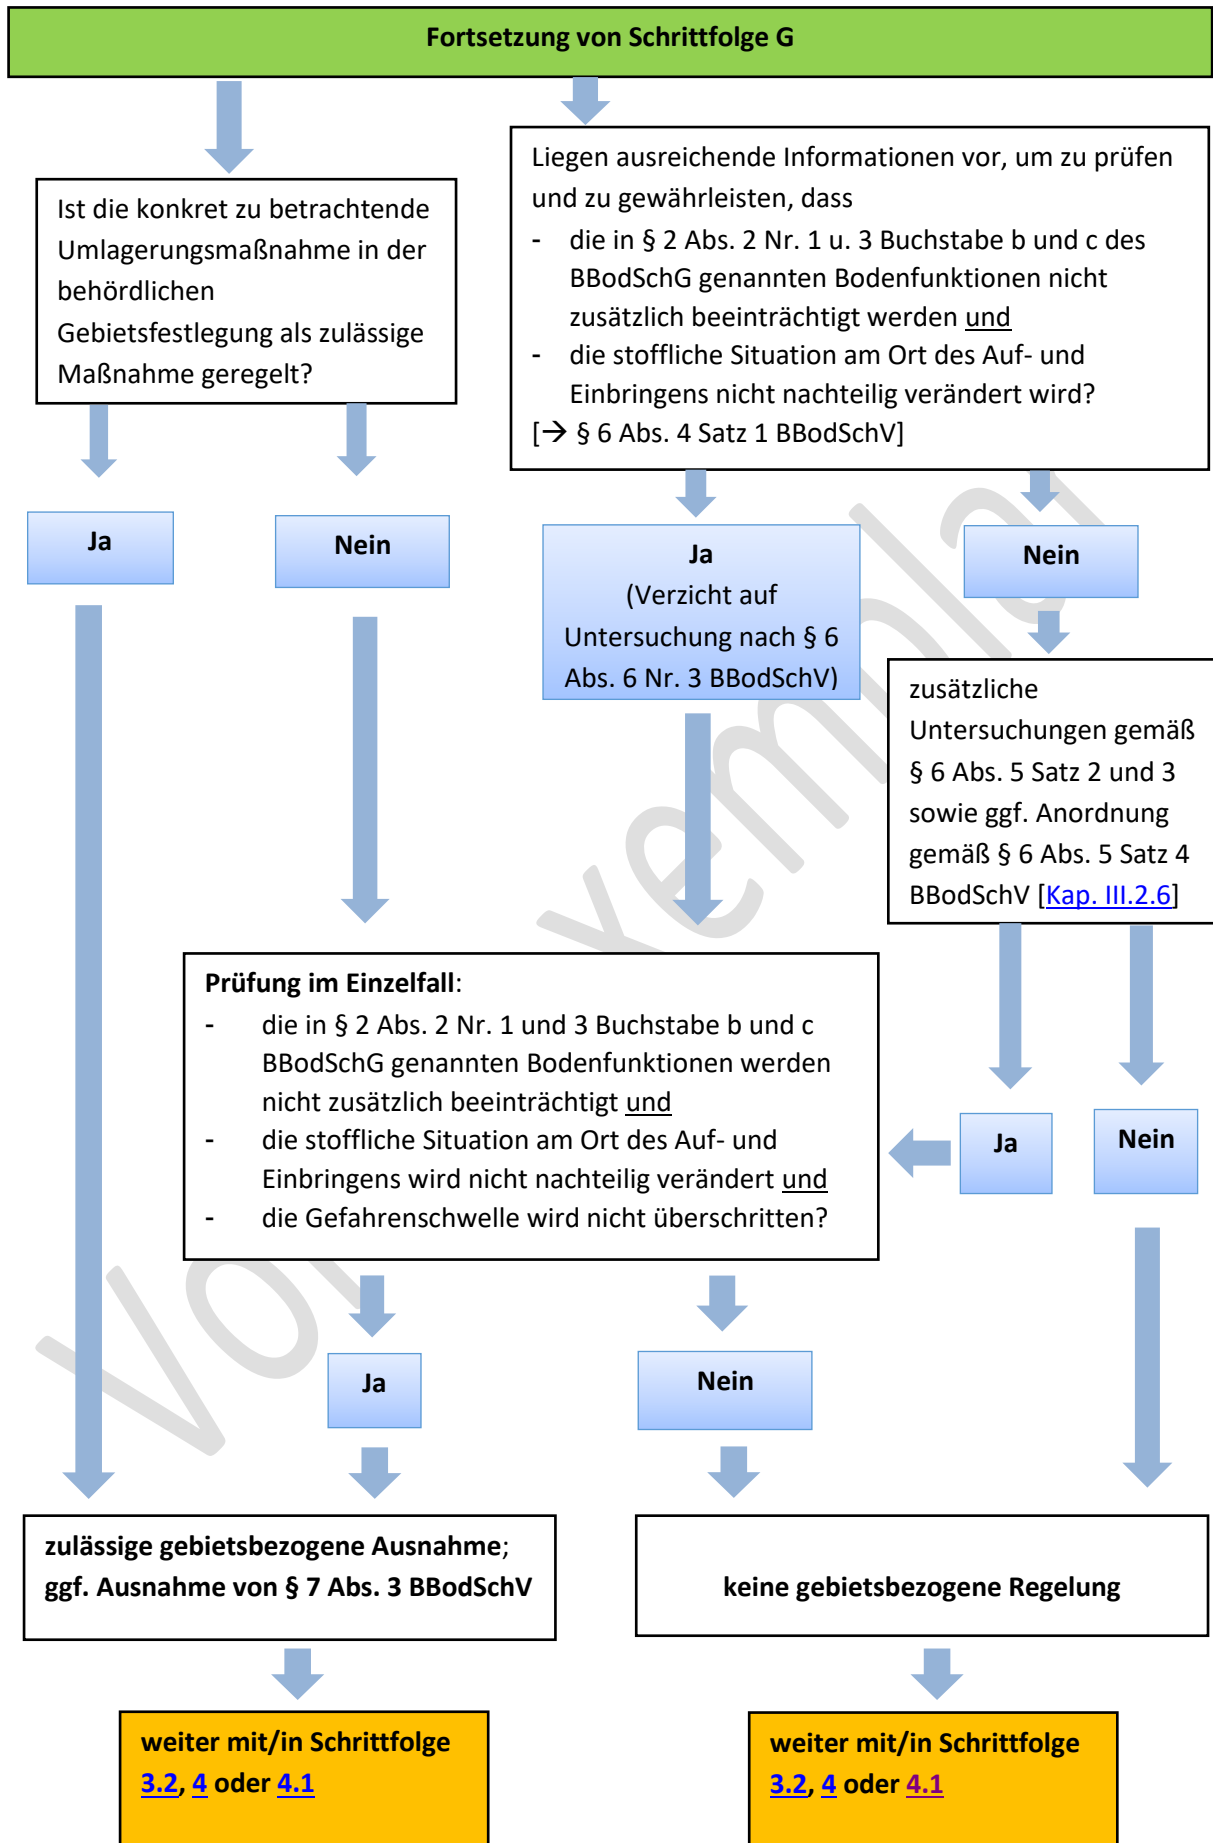 Fortsetzung von Schrittfolge G
Ist die konkret zu betrachtende
Umlagerungsmaßnahme in der
behördlichen
Gebietsfestlegung als zulässige
Maßnahme geregelt?
Liegen ausreichende Informationen vor, um zu prüfen
und zu gewährleisten, dass
- die in § 2 Abs. 2 Nr. 1 u. 3 Buchstabe b und c des
BBodSchG genannten Bodenfunktionen nicht
zusätzlich beeinträchtigt werden und
- die stoffliche Situation am Ort des Auf- und
Einbringens nicht nachteilig verändert wird?
[→ § 6 Abs. 4 Satz 1 BBodSchV]
Ja
Nein
Ja
(Verzicht auf
Untersuchung nach § 6
Abs. 6 Nr. 3 BBodSchV)
Nein
zusätzliche
Untersuchungen gemäß
§ 6 Abs. 5 Satz 2 und 3
sowie ggf. Anordnung
gemäß § 6 Abs. 5 Satz 4
BBodSchV [Kap. III.2.6]
Prüfung im Einzelfall:
- die in § 2 Abs. 2 Nr. 1 und 3 Buchstabe b und c
BBodSchG genannten Bodenfunktionen werden
nicht zusätzlich beeinträchtigt und
- die stoffliche Situation am Ort des Auf- und
Einbringens wird nicht nachteilig verändert und
- die Gefahrenschwelle wird nicht überschritten?
Ja
Nein
Ja
Nein
zulässige gebietsbezogene Ausnahme;
ggf. Ausnahme von § 7 Abs. 3 BBodSchV
keine gebietsbezogene Regelung
weiter mit/in Schrittfolge
3.2, 4 oder 4.1
weiter mit/in Schrittfolge
3.2, 4 oder 4.1